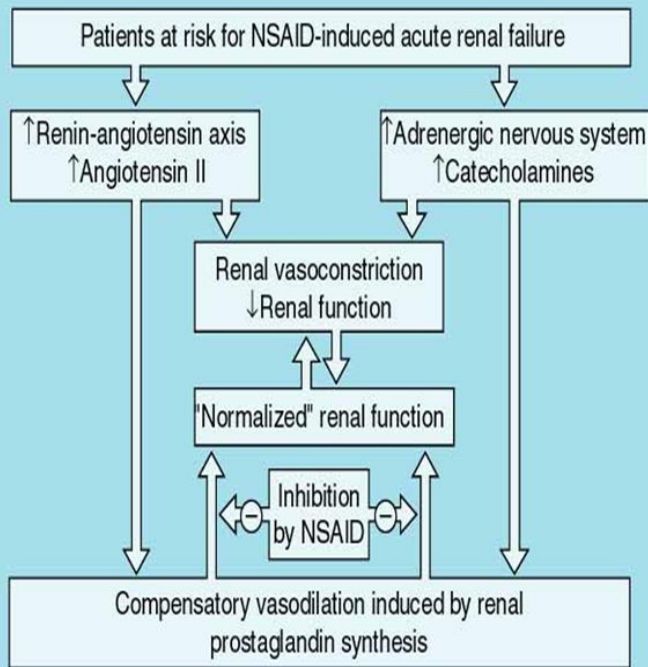 Patients at risk for NSAID-induced acute renal failure
↑Renin-angiotensin axis
↑Angiotensin II
↑Adrenergic nervous system
↑Catecholamines
Renal vasoconstriction
↓Renal function
"Normalized" renal function
Inhibition
by NSAID
Compensatory vasodilation induced by renal
prostaglandin synthesis